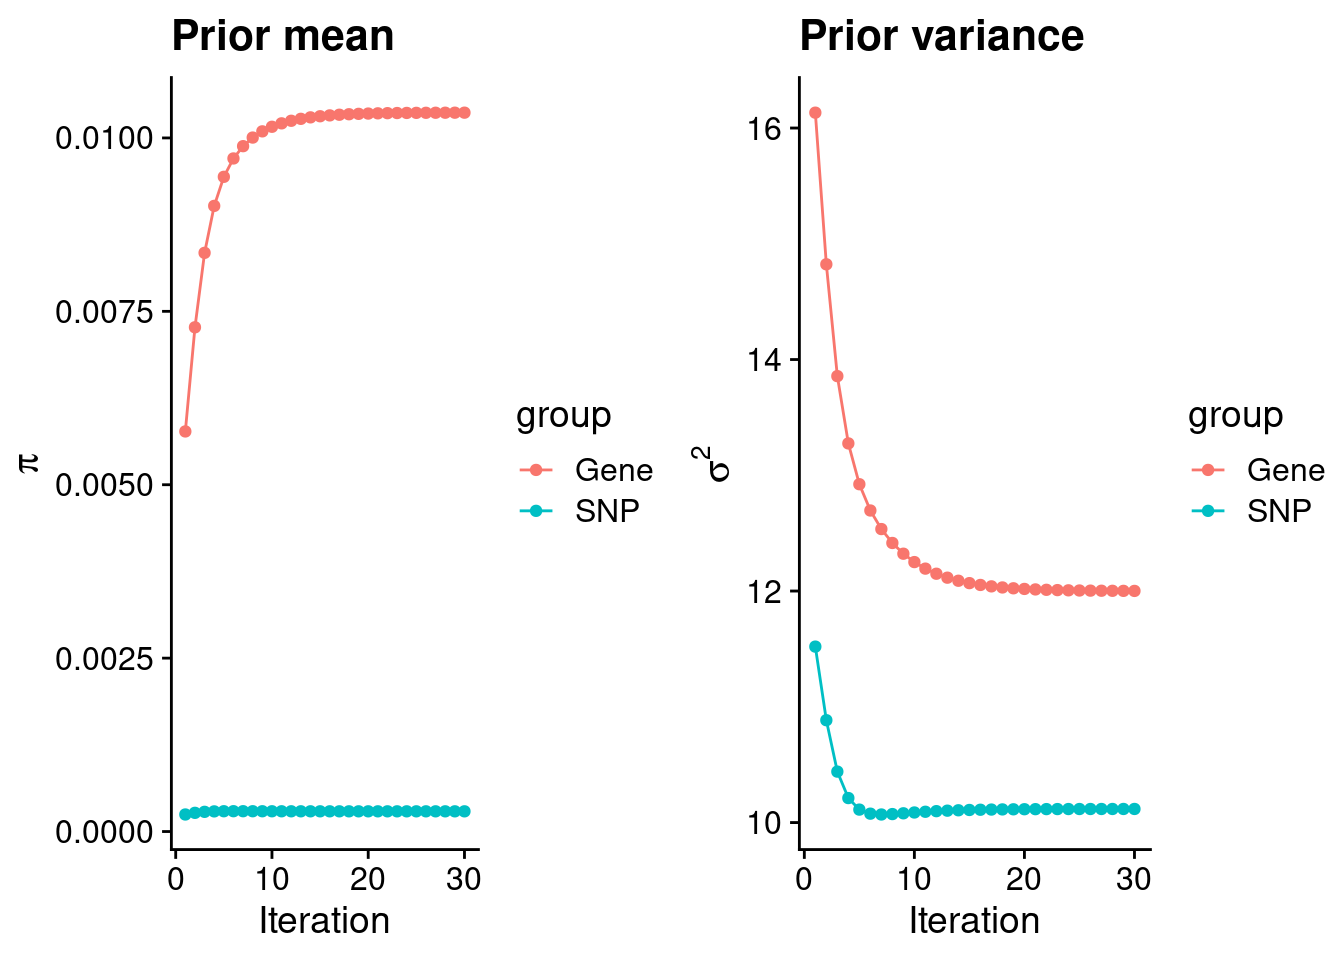 Prior mean
π
0.0100
0.0075
0.0050
0.0025
0.0000
0 10 20 30
Iteration
group
Gene
SNP
Prior variance
σ²
16
14
12
10
0 10 20 30
Iteration
group
Gene
SNP